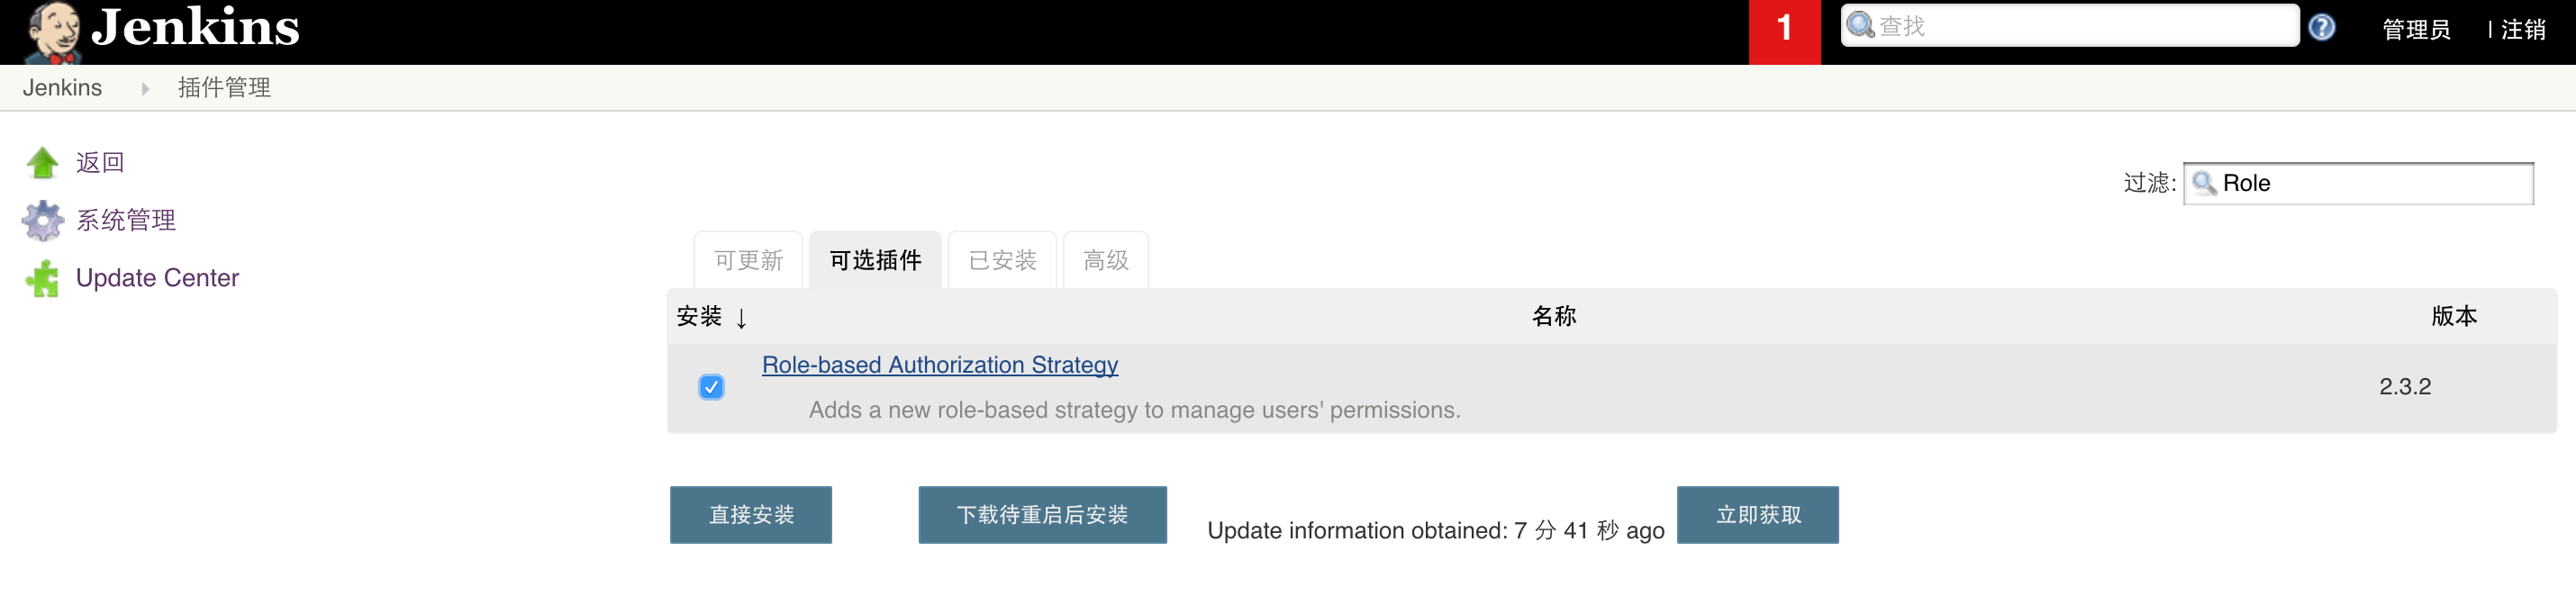 Jenkins
1
查找
?
管理员
| 注销
Jenkins
插件管理
返回
系统管理
Update Center
过滤: Role
可更新
可选插件
已安装
高级
安装 ↓
名称
版本
Role-based Authorization Strategy
Adds a new role-based strategy to manage users' permissions.
2.3.2
直接安装
下载待重启后安装
Update information obtained: 7 分 41 秒 ago
立即获取